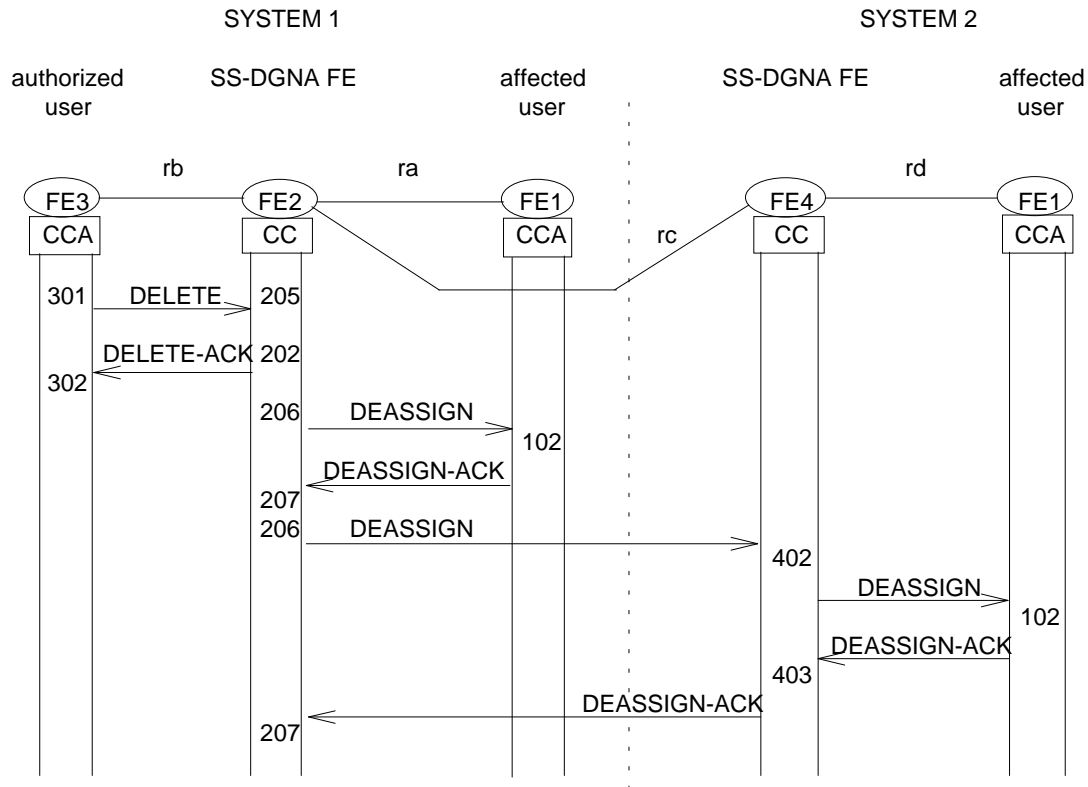 SYSTEM 1
SYSTEM 2
authorized user
SS-DGNA FE
affected user
SS-DGNA FE
affected user
rb
ra
rd
FE3
FE2
FE1
FE4
FE1
CCA
CC
CCA
rc
CC
CCA
301
DELETE
205
DELETE-ACK
202
302
206
DEASSIGN
102
DEASSIGN-ACK
207
206
DEASSIGN
402
DEASSIGN
102
DEASSIGN-ACK
403
DEASSIGN-ACK
207